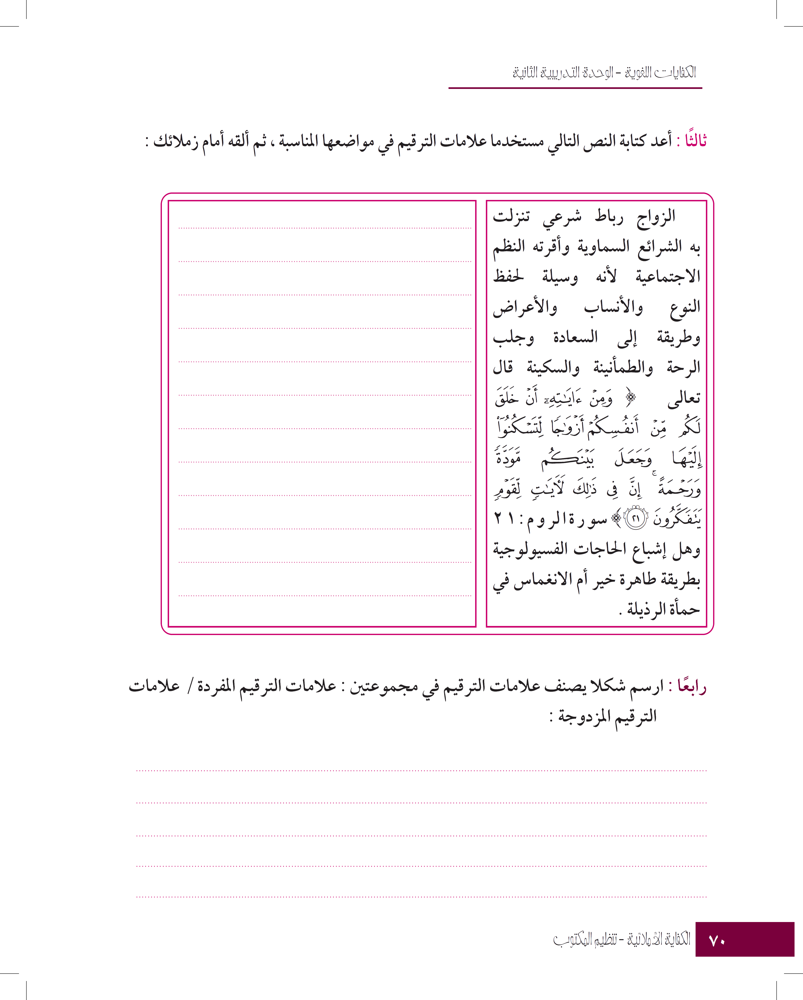 الكفايات اللغوية - الوحدة التدريبية الثانية
ثالثًا : أعد كتابة النص التالي مستخدما علامات الترقيم في مواضعها المناسبة ، ثم ألقه أمام زملائك :
الزواج رباط شرعي تنزلت
به الشرائع السماوية وأقرته النظم
الاجتماعية لأنه وسيلة لحفظ
النوع والأنساب والأعراض
وطريقة إلى السعادة وجلب
الرحة والطمأنينة والسكينة قال
تعالى ﴿ وَمِنْ ءَايَـٰتِهِۦٓ أَنْ خَلَقَ
لَكُم مِّنْ أَنفُسِكُمْ أَزْوَٰجًا لِّتَسْكُنُوٓا۟
إِلَيْهَا وَجَعَلَ بَيْنَكُم مَّوَدَّةً
وَرَحْمَةً ۚ إِنَّ فِى ذَٰلِكَ لَـَٔايَـٰتٍ لِّقَوْمٍ
يَتَفَكَّرُونَ ٢١ ﴾ سورة الروم : ٢١
وهل إشباع الحاجات الفسيولوجية
بطريقة طاهرة خير أم الانغماس في
حمأة الرذيلة .
رابعًا : ارسم شكلا يصنف علامات الترقيم في مجموعتين : علامات الترقيم المفردة / علامات
الترقيم المزدوجة :
الكفاية الأملائية - تنظيم المكتوب
٧٠